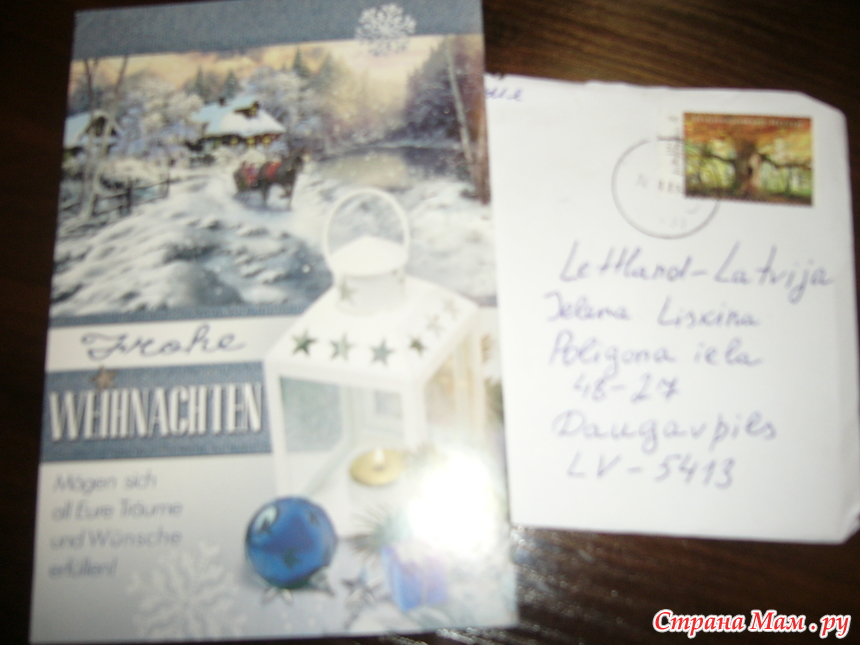 Frohe
WEIHNACHTEN
Mögen sich
all Eure Träume
und Wünsche
erfüllen!
Lettland-Latvija
Jelena Liskina
Poligona iela
48-27
Daugavpils
LV-5413
Страна Мам.ру